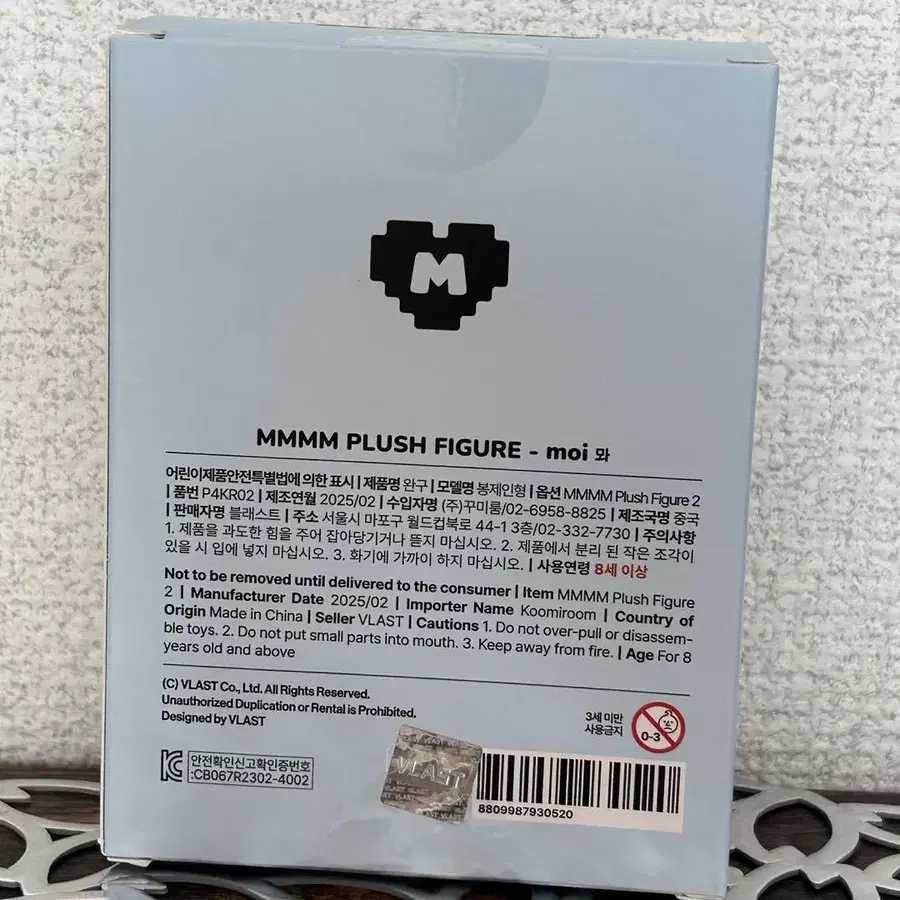 M
MMMM PLUSH FIGURE - moi 뫄
어린이제품안전특별법에 의한 표시 | 제품명 완구 | 모델명 봉제인형 | 옵션 MMMM Plush Figure 2
| 품번 P4KR02 | 제조연월 2025/02 | 수입자명 (주)꾸미룸/02-6958-8825 | 제조국명 중국
| 판매자명 블래스트 | 주소 서울시 마포구 월드컵북로 44-1 3층/02-332-7730 | 주의사항
1. 제품을 과도한 힘을 주어 잡아당기거나 뜯지 마십시오. 2. 제품에서 분리 된 작은 조각이
있을 시 입에 넣지 마십시오. 3. 화기에 가까이 하지 마십시오. | 사용연령 8세 이상
Not to be removed until delivered to the consumer | Item MMMM Plush Figure
2 | Manufacturer Date 2025/02 | Importer Name Koomiroom | Country of
Origin Made in China | Seller VLAST | Cautions 1. Do not over-pull or disassem-
ble toys. 2. Do not put small parts into mouth. 3. Keep away from fire. | Age For 8
years old and above
(C) VLAST Co., Ltd. All Rights Reserved.
Unauthorized Duplication or Rental is Prohibited.
Designed by VLAST
3세 미만
사용금지
0-3
KC
안전확인신고확인증번호
:CB067R2302-4002
VLAST
8809987930520